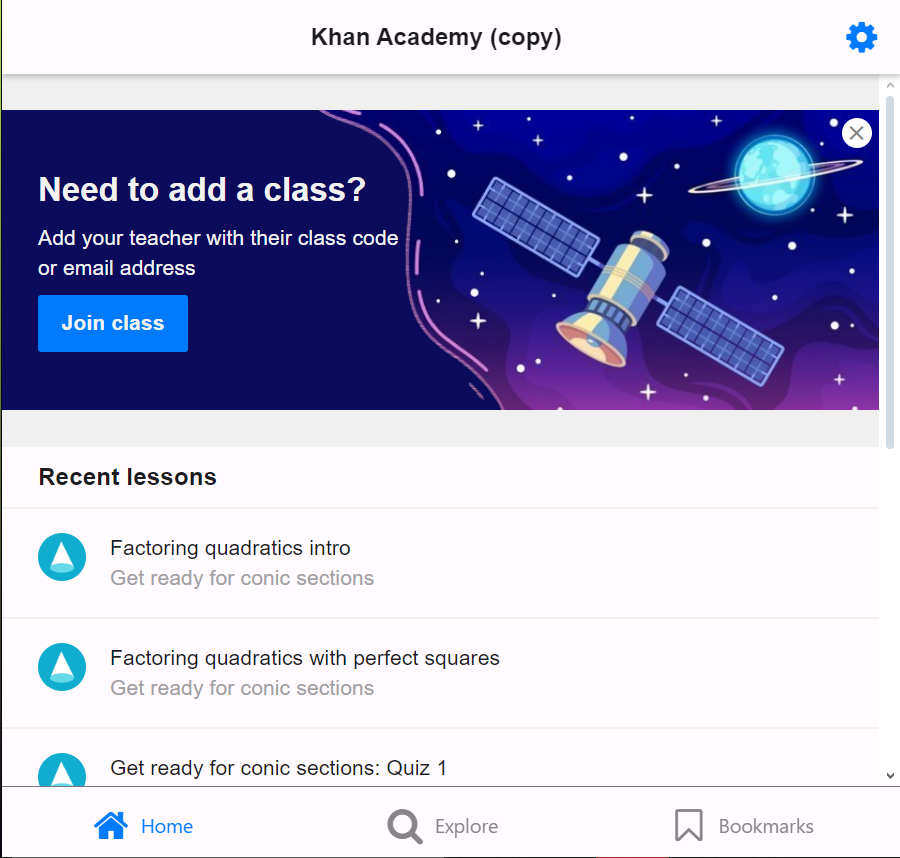 Khan Academy (copy)
Need to add a class?
Add your teacher with their class code
or email address
Join class
Recent lessons
Factoring quadratics intro
Get ready for conic sections
Factoring quadratics with perfect squares
Get ready for conic sections
Get ready for conic sections: Quiz 1
Home
Explore
Bookmarks